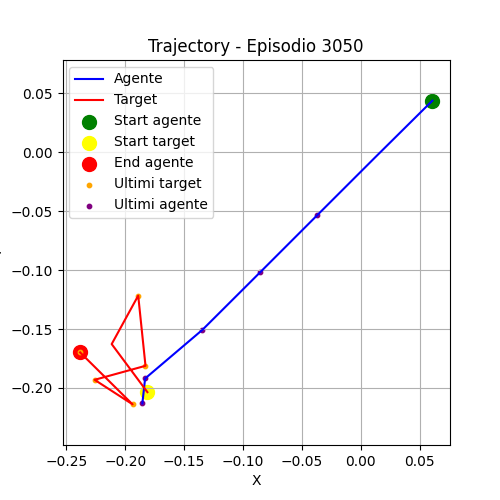 Trajectory - Episodio 3050
Agente
Target
Start agente
Start target
End agente
Ultimi target
Ultimi agente
0.05
0.00
−0.05
−0.10
−0.15
−0.20
−0.25 −0.20 −0.15 −0.10 −0.05 0.00 0.05
X